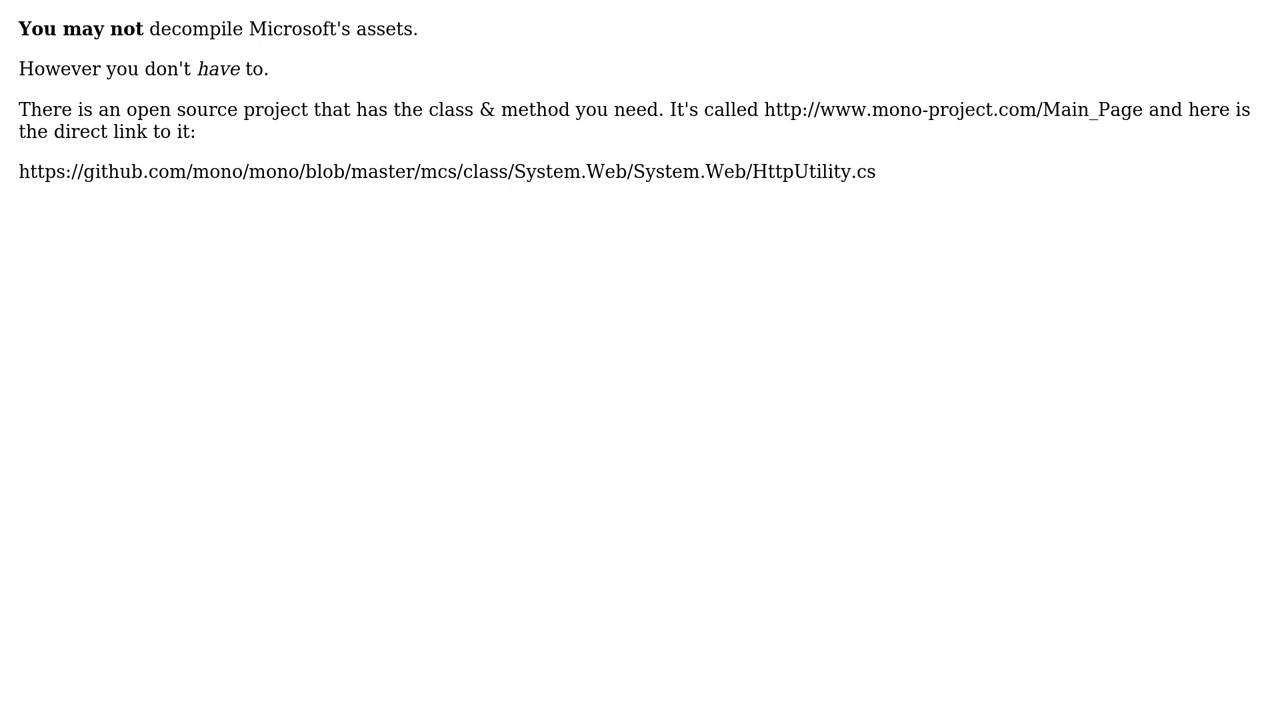 You may not decompile Microsoft's assets.
However you don't have to.
There is an open source project that has the class & method you need. It's called http://www.mono-project.com/Main_Page and here is
the direct link to it:
https://github.com/mono/mono/blob/master/mcs/class/System.Web/System.Web/HttpUtility.cs